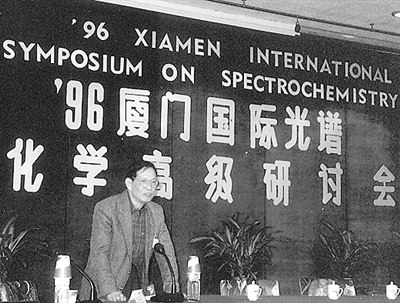 '96 XIAMEN INTERNATIONAL
SYMPOSIUM ON SPECTROCHEMISTRY
'96厦门国际光谱
化学高级研讨会